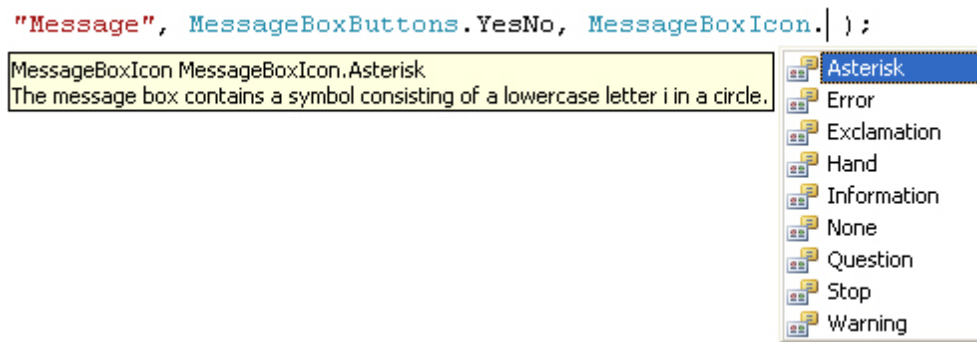 "Message", MessageBoxButtons.YesNo, MessageBoxIcon. );
MessageBoxIcon MessageBoxIcon.Asterisk
The message box contains a symbol consisting of a lowercase letter i in a circle.
Asterisk
Error
Exclamation
Hand
Information
None
Question
Stop
Warning